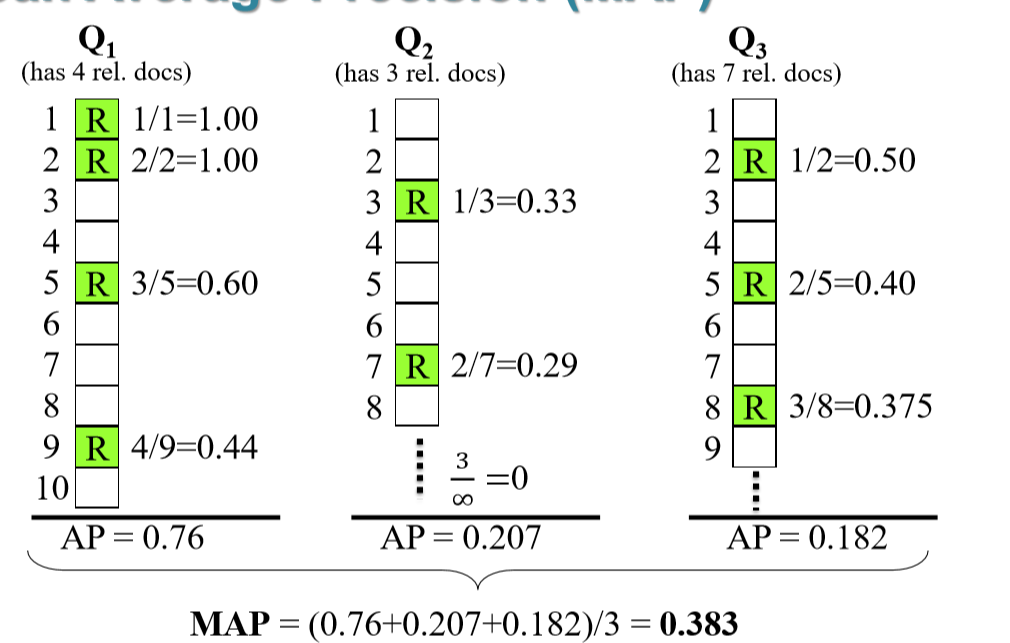 Q1
(has 4 rel. docs)
1 R 1/1=1.00
2 R 2/2=1.00
3
4
5 R 3/5=0.60
6
7
8
9 R 4/9=0.44
10
AP = 0.76
Q2
(has 3 rel. docs)
1
2
3 R 1/3=0.33
4
5
6
7 R 2/7=0.29
8
3/∞ =0
AP = 0.207
Q3
(has 7 rel. docs)
1
2 R 1/2=0.50
3
4
5 R 2/5=0.40
6
7
8 R 3/8=0.375
9
AP = 0.182
MAP = (0.76+0.207+0.182)/3 = 0.383